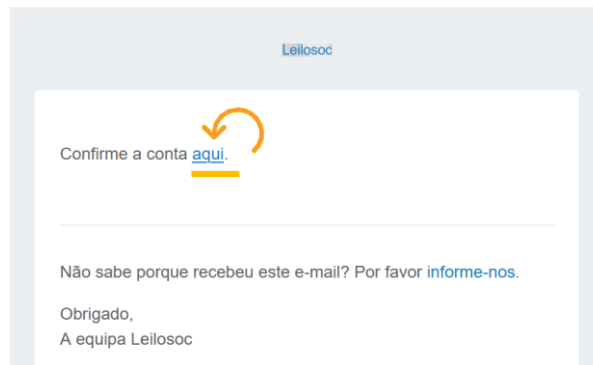 Leilosoc
Confirme a conta aqui.
Não sabe porque recebeu este e-mail? Por favor informe-nos.
Obrigado,
A equipa Leilosoc